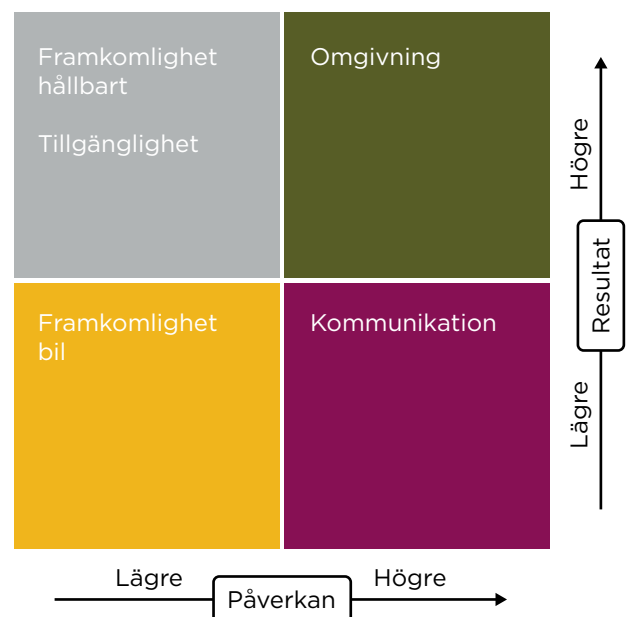 Framkomlighet
hållbart
Tillgänglighet
Omgivning
Framkomlighet
bil
Kommunikation
Högre
Resultat
Lägre
Lägre
Påverkan
Högre